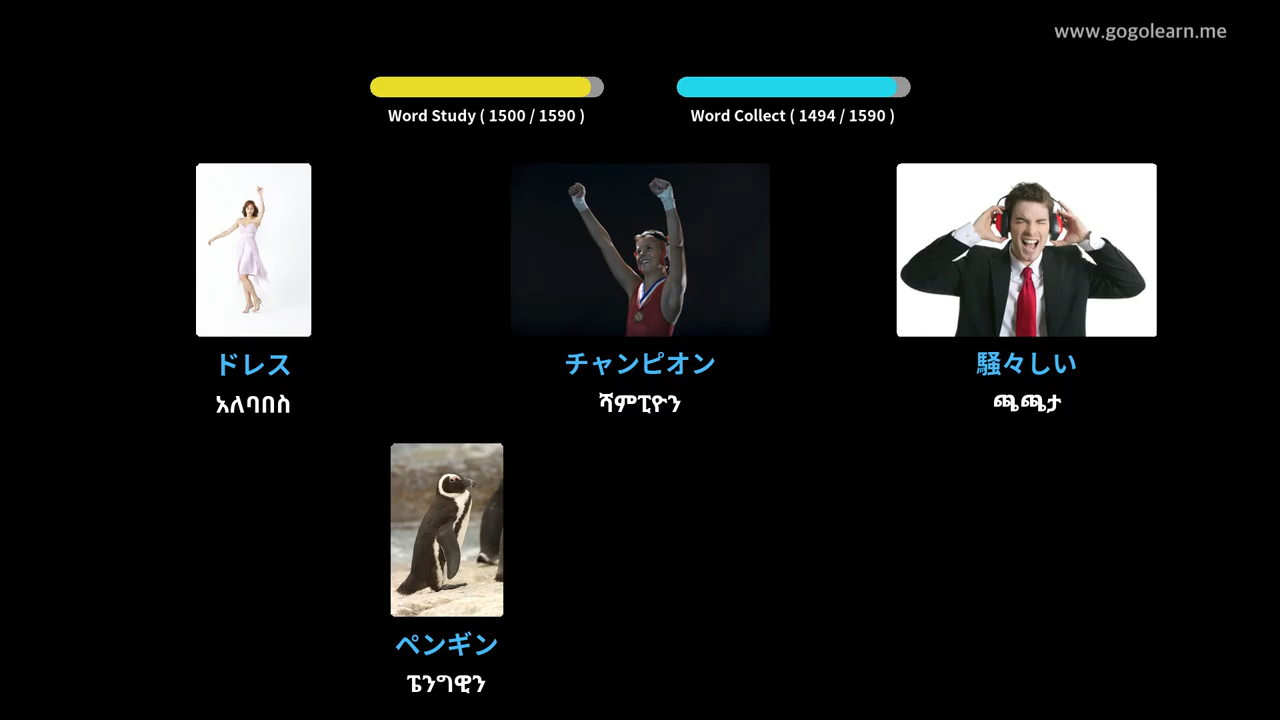 www.gogolearn.me
Word Study ( 1500 / 1590 )
Word Collect ( 1494 / 1590 )
ドレス
አለባበስ
チャンピオン
ሻምፒዮን
騒々しい
ጫጫታ
ペンギン
ፔንግዊን